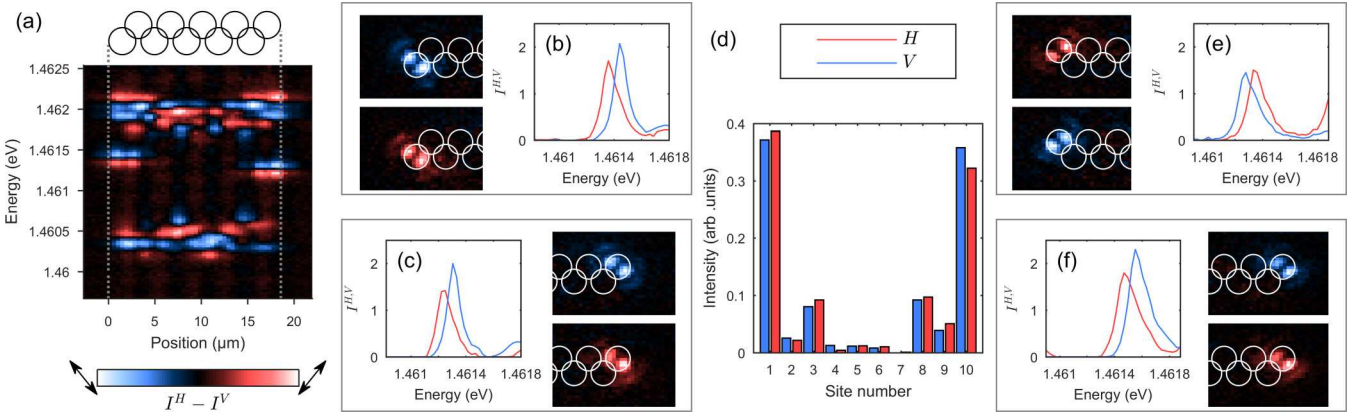 (a)
1.4625
1.462
1.4615
1.461
1.4605
1.46
Energy (eV)
0 5 10 15 20
Position (μm)
I^H − I^V
(b)
2
1
0
I^{H,V}
1.461 1.4614 1.4618
Energy (eV)
(c)
2
1
0
I^{H,V}
1.461 1.4614 1.4618
Energy (eV)
(d)
H
V
0.4
0.3
0.2
0.1
0
Intensity (arb .units)
1 2 3 4 5 6 7 8 9 10
Site number
(e)
2
1
0
I^{H,V}
1.461 1.4614 1.4618
Energy (eV)
(f)
2
1
0
I^{H,V}
1.461 1.4614 1.4618
Energy (eV)